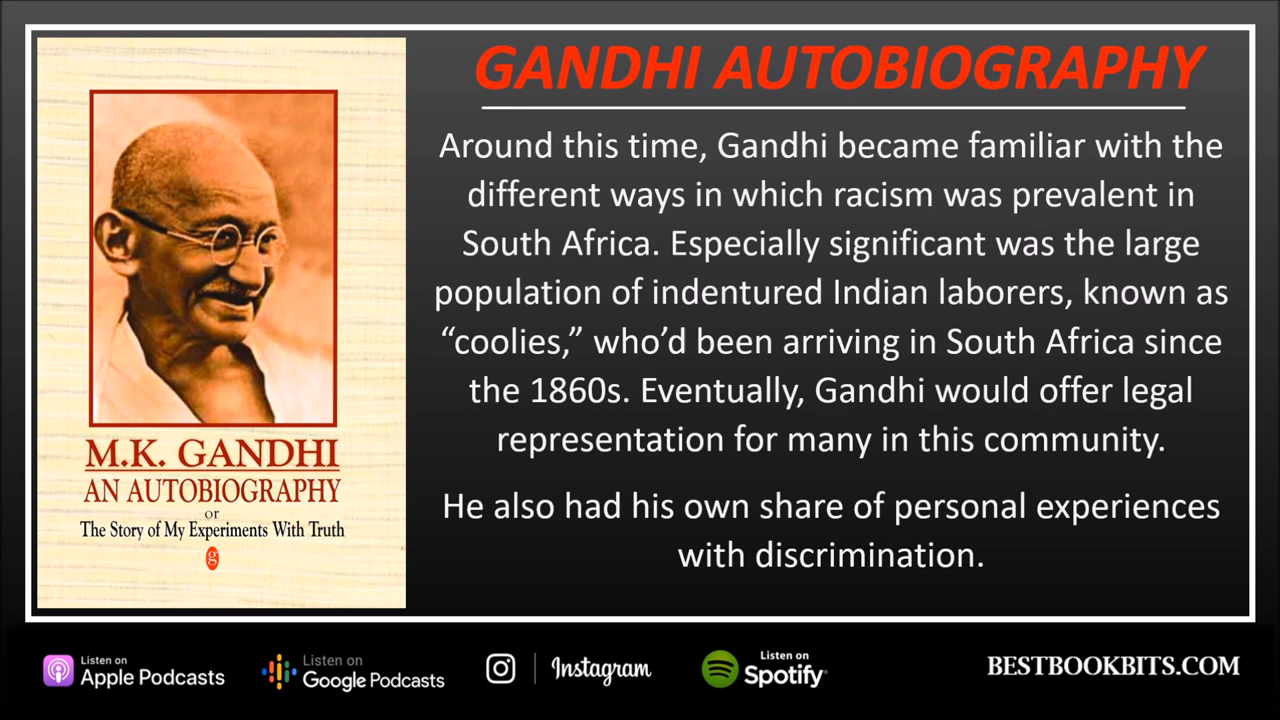 GANDHI AUTOBIOGRAPHY
Around this time, Gandhi became familiar with the
different ways in which racism was prevalent in
South Africa. Especially significant was the large
population of indentured Indian laborers, known as
“coolies,” who’d been arriving in South Africa since
the 1860s. Eventually, Gandhi would offer legal
representation for many in this community.
He also had his own share of personal experiences
with discrimination.
M.K. GANDHI
AN AUTOBIOGRAPHY
or
The Story of My Experiments With Truth
g
Listen on
Apple Podcasts
Listen on
Google Podcasts
Instagram
Listen on
Spotify
BESTBOOKBITS.COM